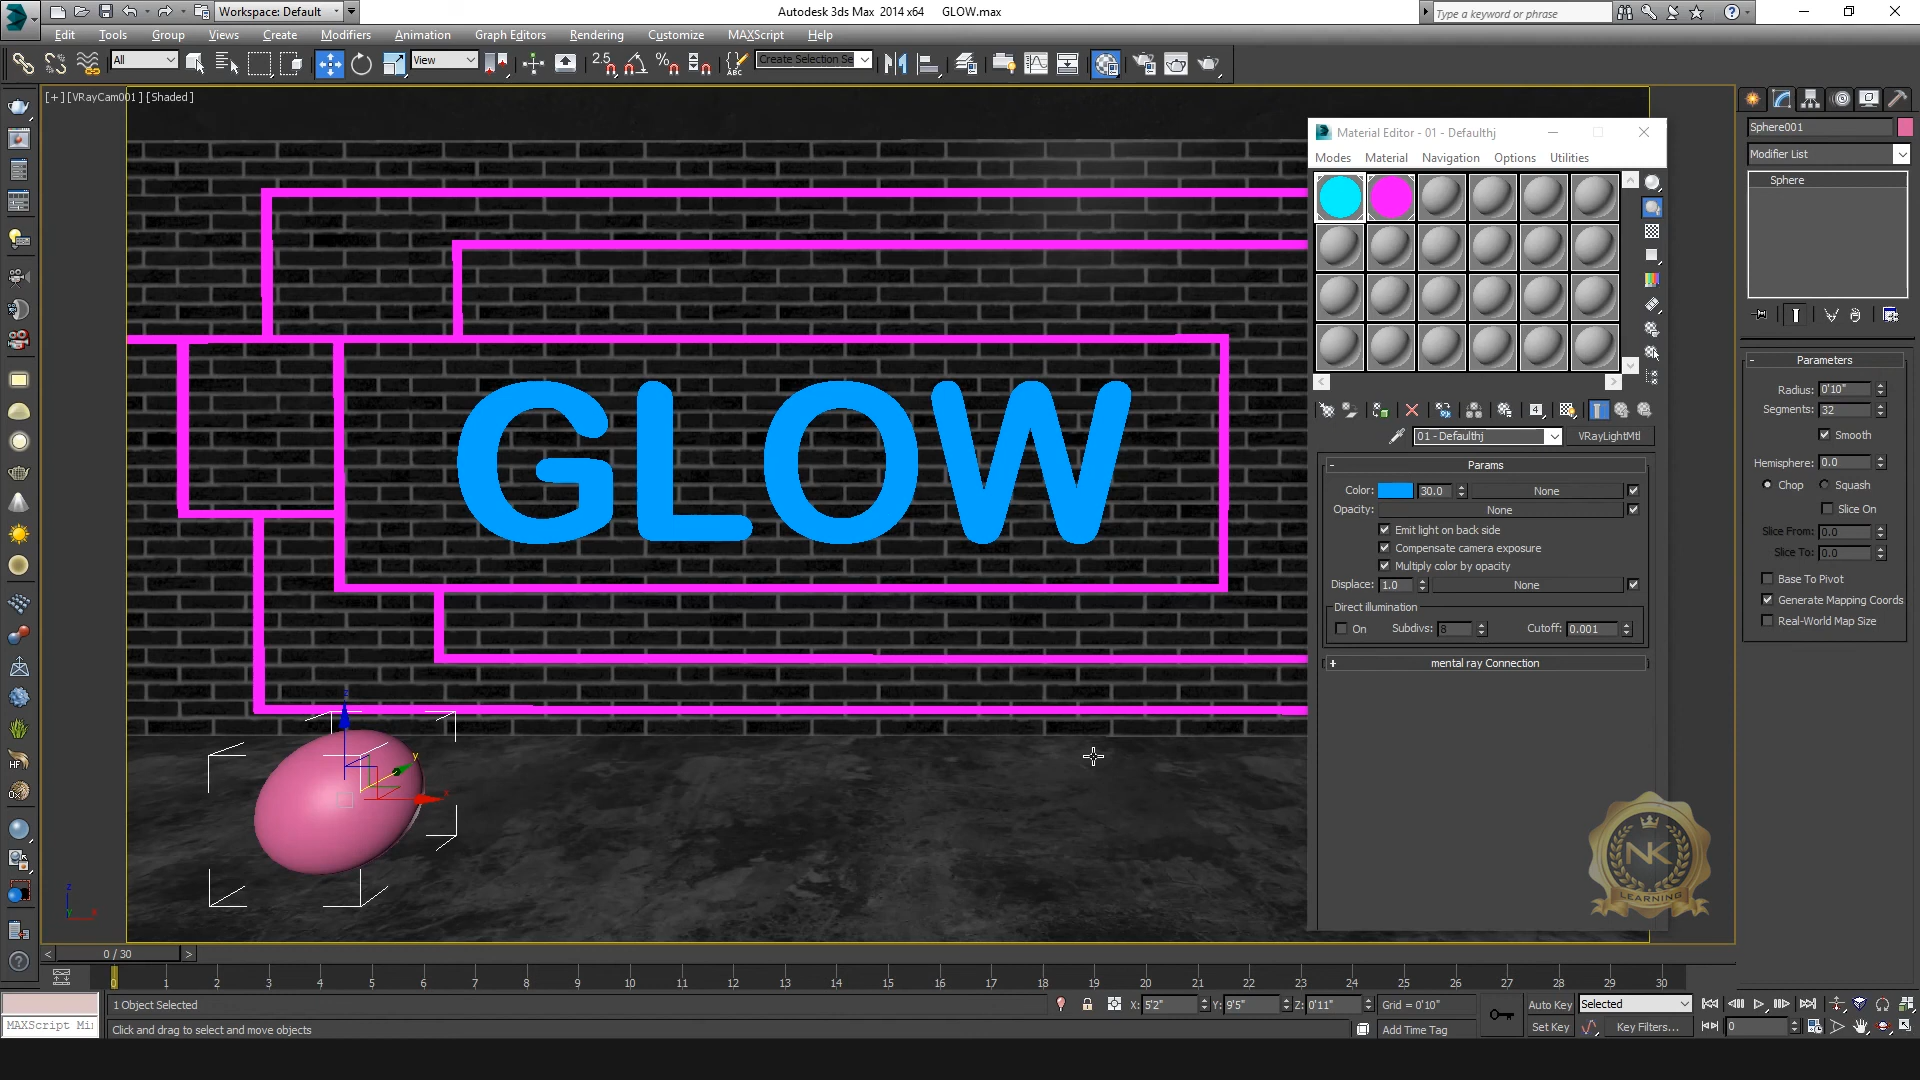 Workspace: Default
Autodesk 3ds Max 2014 x64 GLOW.max
Type a keyword or phrase
Edit Tools Group Views Create Modifiers Animation Graph Editors Rendering Customize MAXScript Help
All View 2.5 Create Selection Se
[+] [VRayCam001] [Shaded]
Material Editor - 01 - Defaulthj
Sphere001
Modes Material Navigation Options Utilities
Modifier List
Sphere
GLOW
Parameters
Radius: 0'10"
Segments: 32
Smooth
Hemisphere: 0.0
Chop Squash
Slice On
Slice From: 0.0
Slice To: 0.0
Base To Pivot
Generate Mapping Coords
Real-World Map Size
01 - Defaulthj VRayLightMtl
Params
Color: 30.0 None
Opacity: None
Emit light on back side
Compensate camera exposure
Multiply color by opacity
Displace: 1.0 None
Direct illumination
On Subdivs: 8 Cutoff: 0.001
mental ray Connection
HF
z
y
x
NK
LEARNING
0 / 30
0 1 2 3 4 5 6 7 8 9 10 11 12 13 14 15 16 17 18 19 20 21 22 23 24 25 26 27 28 29 30
1 Object Selected X: 5'2" Y: 9'5" Z: 0'11" Grid = 0'10" Auto Key Selected
MAXScript Mi Click and drag to select and move objects Add Time Tag Set Key Key Filters... 0